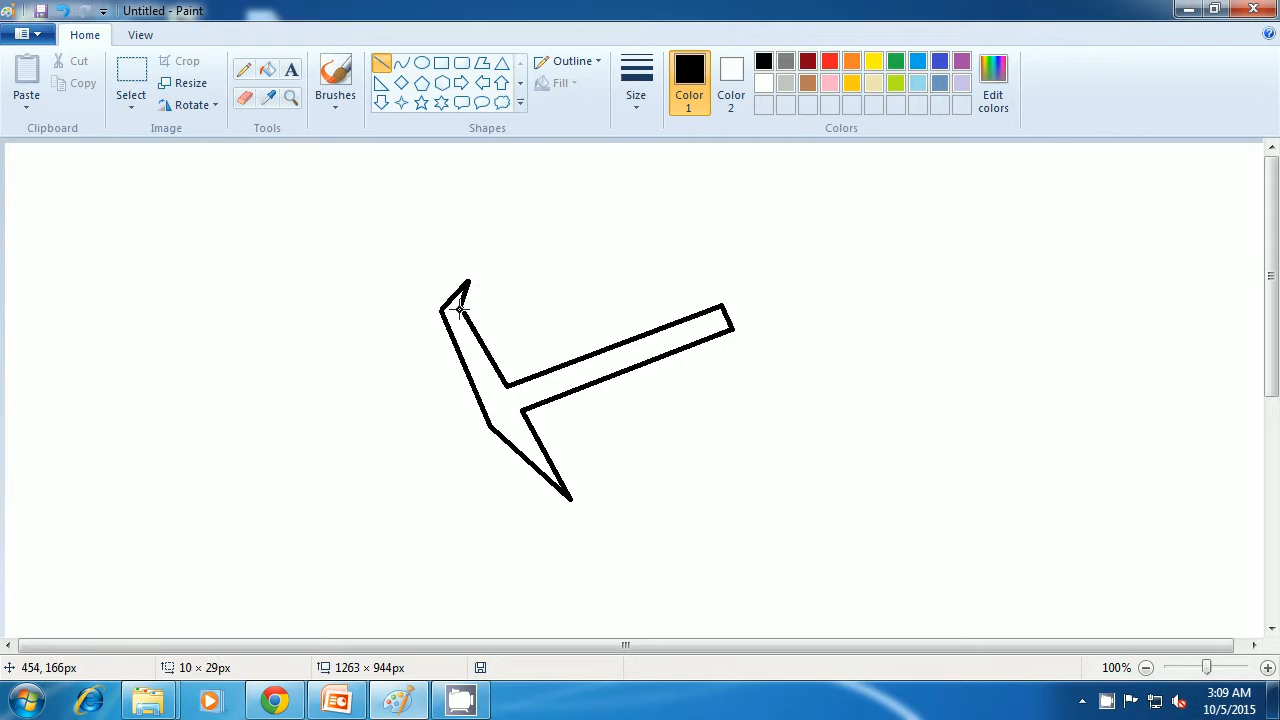 Untitled - Paint
Home
View
Paste
Cut
Copy
Clipboard
Select
Crop
Resize
Rotate
Image
A
Tools
Brushes
Shapes
Outline
Fill
Size
Color
1
Color
2
Edit
colors
Colors
454, 166px
10 × 29px
1263 × 944px
100%
3:09 AM
10/5/2015